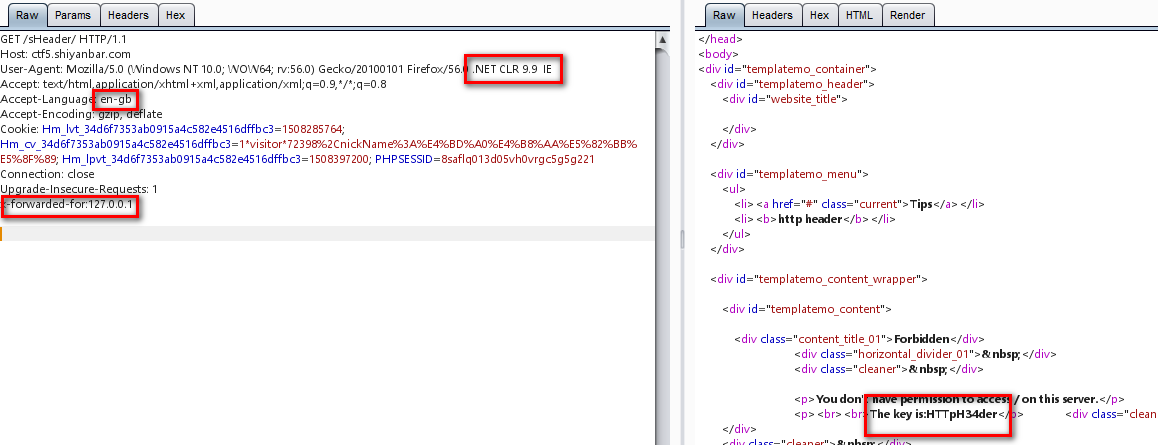 Raw Params Headers Hex
GET /sHeader/ HTTP/1.1
Host: ctf5.shiyanbar.com
User-Agent: Mozilla/5.0 (Windows NT 10.0; WOW64; rv:56.0) Gecko/20100101 Firefox/56.0 .NET CLR 9.9 IE
Accept: text/html,application/xhtml+xml,application/xml;q=0.9,*/*;q=0.8
Accept-Language: en-gb
Accept-Encoding: gzip, deflate
Cookie: Hm_lvt_34d6f7353ab0915a4c582e4516dffbc3=1508285764;
Hm_cv_34d6f7353ab0915a4c582e4516dffbc3=1*visitor*72398%2CnickName%3A%E4%BD%A0%E4%B8%AA%E5%82%BB%
E5%8F%89; Hm_lpvt_34d6f7353ab0915a4c582e4516dffbc3=1508397200; PHPSESSID=8saflq013d05vh0vrgc5g5g221
Connection: close
Upgrade-Insecure-Requests: 1
x-forwarded-for:127.0.0.1
Raw Headers Hex HTML Render
</head>
<body>
<div id="templatemo_container">
<div id="templatemo_header">
<div id="website_title">
</div>
</div>
<div id="templatemo_menu">
<ul>
<li> <a href="#" class="current">Tips</a> </li>
<li> <b>http header</b> </li>
</ul>
</div>
<div id="templatemo_content_wrapper">
<div id="templatemo_content">
<div class="content_title_01">Forbidden</div>
<div class="horizontal_divider_01">&nbsp;</div>
<div class="cleaner">&nbsp;</div>
<p>You don't have permission to access / on this server.</p>
<p> <br> <br>The key is:HTTpH34der</p> <div class="clean
</div>
<div class="cleaner">&nbsp;</div>